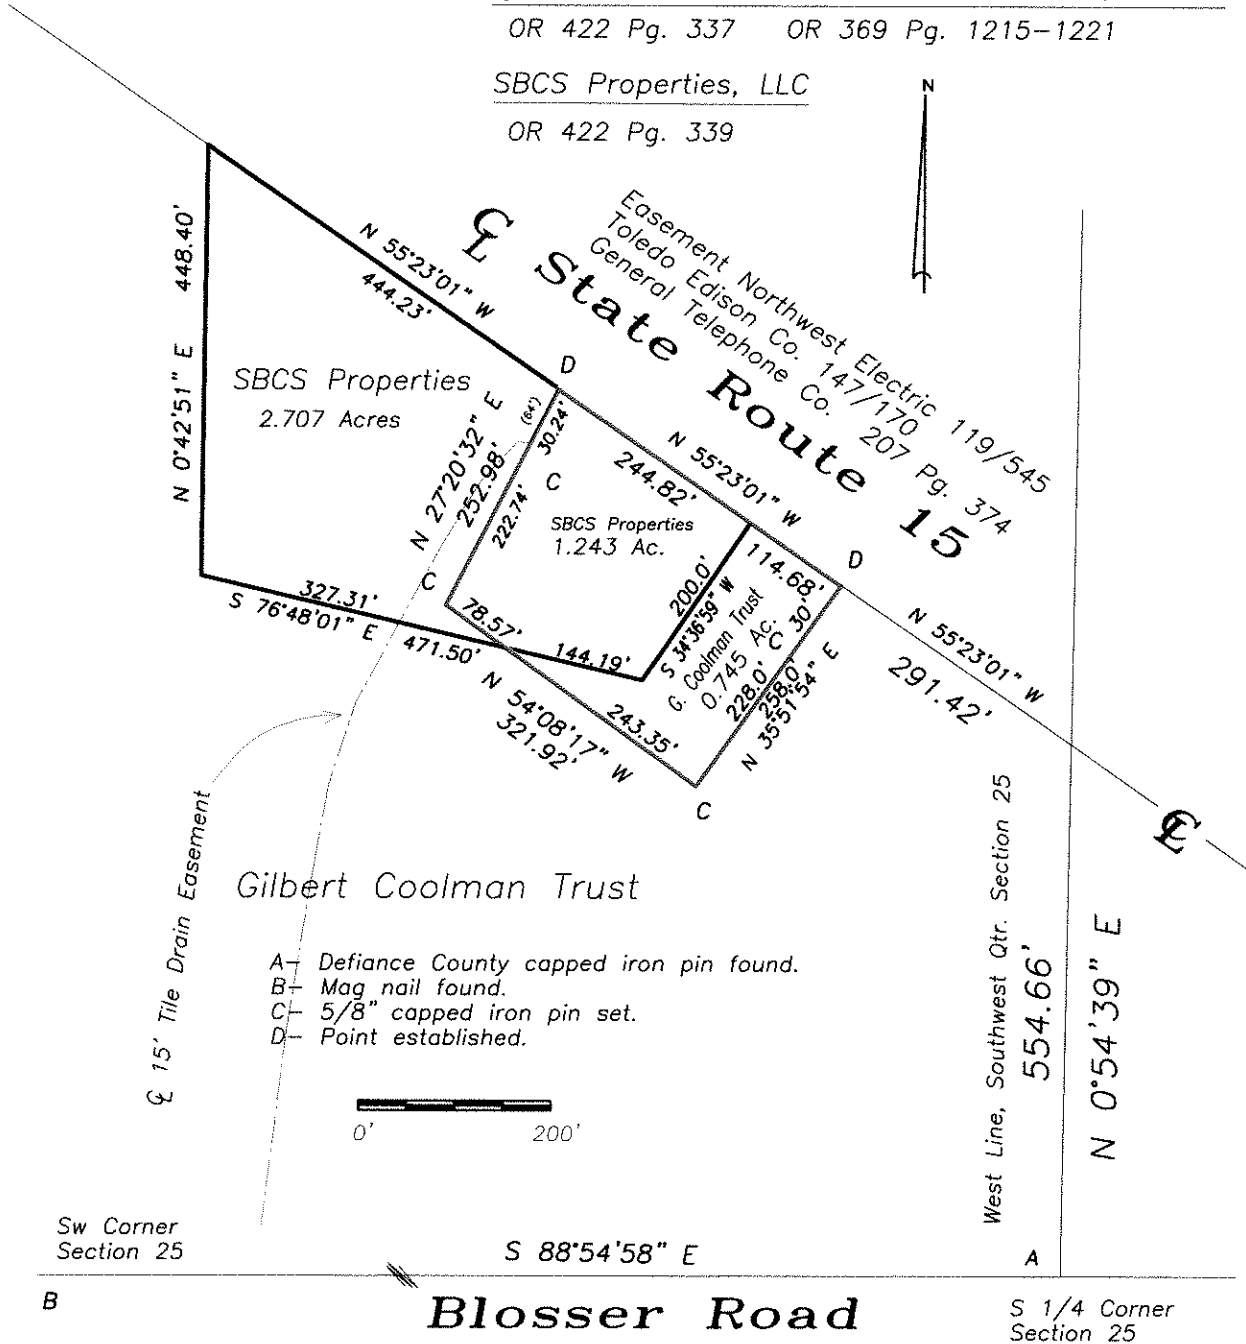 OR 422 Pg. 337 OR 369 Pg. 1215-1221
SBCS Properties, LLC
OR 422 Pg. 339
N
Easement Northwest Electric 119/545
Toledo Edison Co. 147/170
General Telephone Co. 207 Pg. 374
CL State Route 15
N 0°42'51" E 448.40'
N 55°23'01" W
444.23'
D
SBCS Properties
2.707 Acres
N 27°20'32" E
252.98'
(64')
30.24'
C
222.74'
N 55°23'01" W
244.82'
SBCS Properties
1.243 Ac.
114.68'
D
200.0'
S 34°36'59" W
G. Coolman Trust
0.745 Ac.
C 30'
228.0'
258.0'
N 35°51'54" E
N 55°23'01" W
291.42'
C
327.31'
S 76°48'01" E
471.50'
78.57'
144.19'
N 54°08'17" W
321.92'
243.35'
C
CL
Gilbert Coolman Trust
A- Defiance County capped iron pin found.
B- Mag nail found.
C- 5/8" capped iron pin set.
D- Point established.
CL 15' Tile Drain Easement
0' 200'
West Line, Southwest Qtr. Section 25
554.66'
N 0°54'39" E
Sw Corner
Section 25
S 88°54'58" E
A
B
Blosser Road
S 1/4 Corner
Section 25